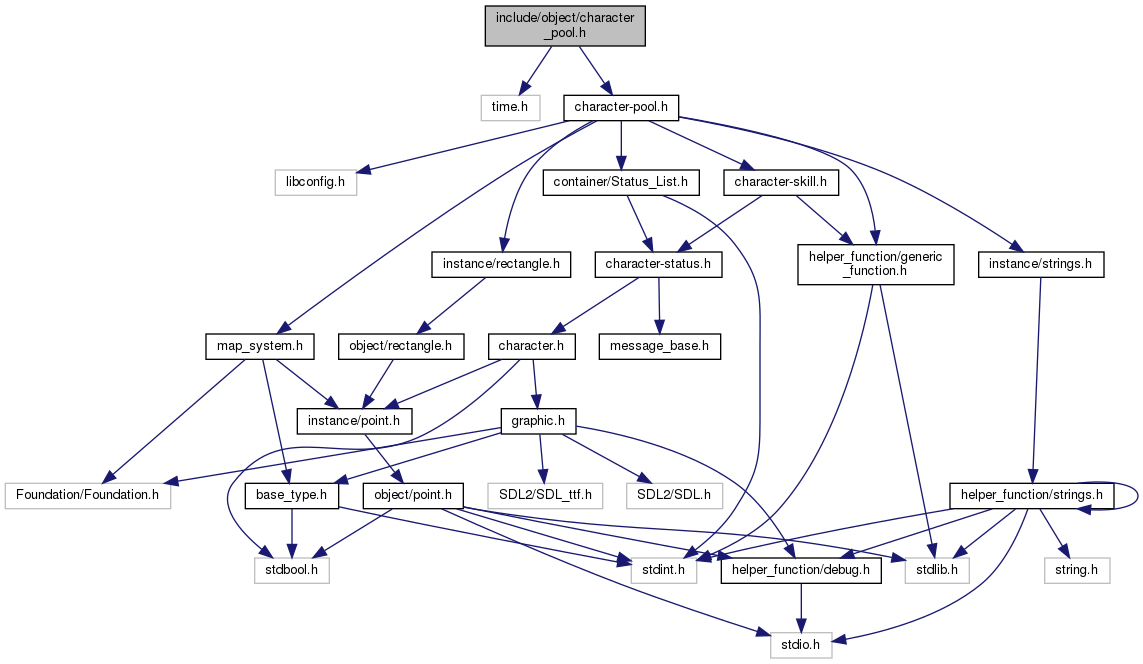 include/object/character
_pool.h
time.h
character-pool.h
libconfig.h
container/Status_List.h
character-skill.h
instance/rectangle.h
character-status.h
helper_function/generic
_function.h
instance/strings.h
map_system.h
object/rectangle.h
character.h
message_base.h
instance/point.h
graphic.h
Foundation/Foundation.h
base_type.h
object/point.h
SDL2/SDL_ttf.h
SDL2/SDL.h
helper_function/strings.h
stdbool.h
stdint.h
helper_function/debug.h
stdlib.h
string.h
stdio.h